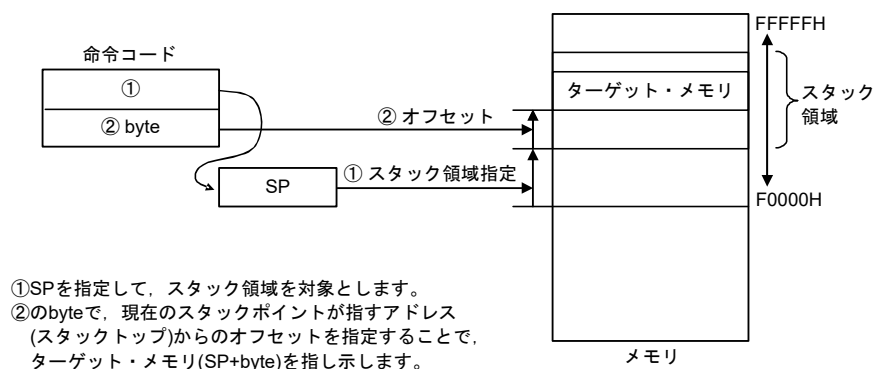 命令コード
①
② byte
SP
② オフセット
① スタック領域指定
ターゲット・メモリ
FFFFFH
スタック
領域
F0000H
メモリ
①SPを指定して，スタック領域を対象とします。
②のbyteで，現在のスタックポイントが指すアドレス
(スタックトップ)からのオフセットを指定することで，
ターゲット・メモリ(SP+byte)を指し示します。